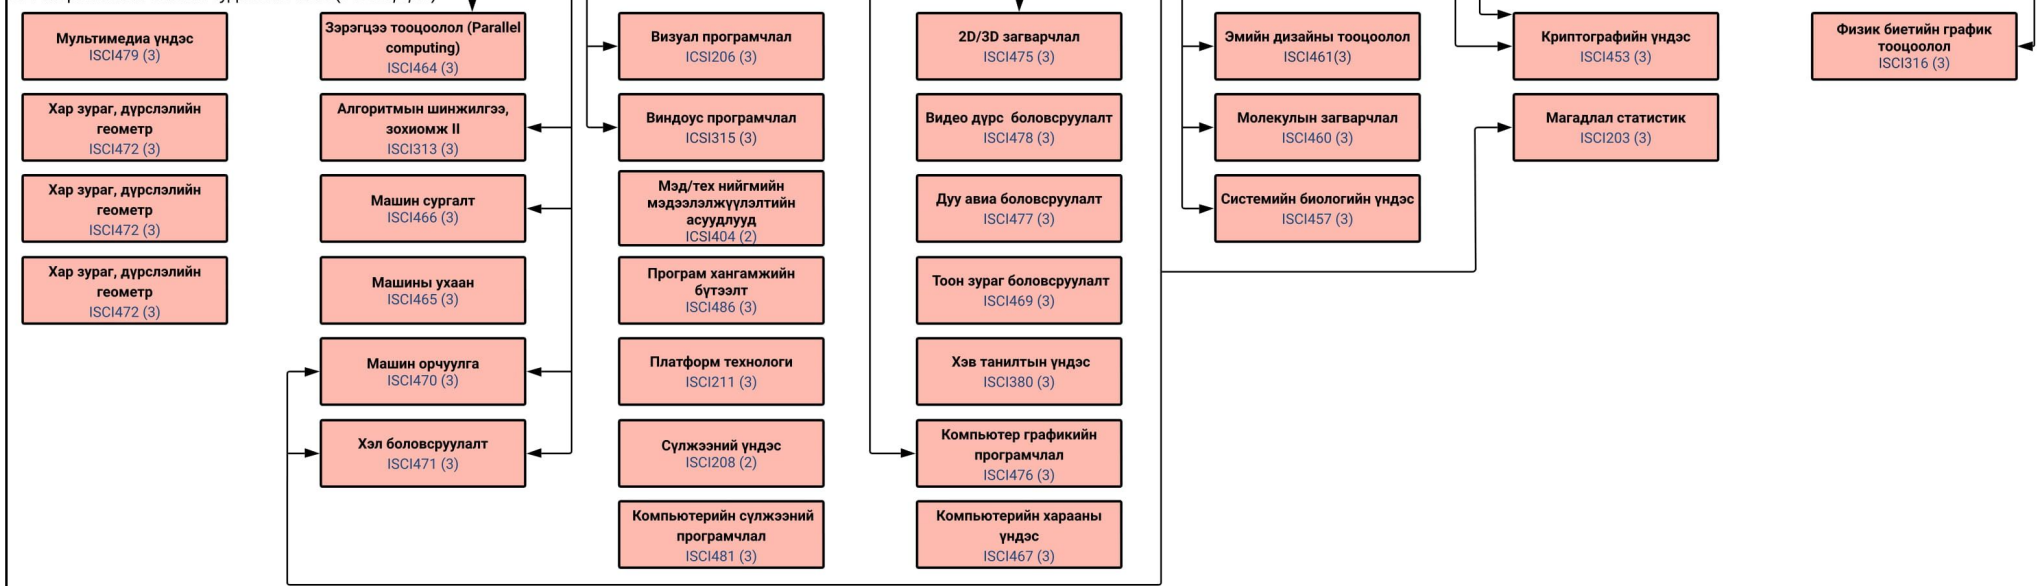 Мультимедиа үндэс
ISCI479 (3)
Хар зураг, дүрслэлийн
геометр
ISCI472 (3)
Хар зураг, дүрслэлийн
геометр
ISCI472 (3)
Хар зураг, дүрслэлийн
геометр
ISCI472 (3)
Зэрэгцээ тооцоолол (Parallel
computing)
ISCI464 (3)
Алгоритмын шинжилгээ,
зохиомж II
ISCI313 (3)
Машин сургалт
ISCI466 (3)
Машины ухаан
ISCI465 (3)
Машин орчуулга
ISCI470 (3)
Хэл боловсруулалт
ISCI471 (3)
Визуал програмчлал
ICSI206 (3)
Виндоус програмчлал
ICSI315 (3)
Мэд/тех нийгмийн
мэдээлэлжүүлэлтийн
асуудлууд
ICSI404 (2)
Програм хангамжийн
бүтээлт
ISCI486 (3)
Платформ технологи
ISCI211 (3)
Сүлжээний үндэс
ISCI208 (2)
Компьютерийн сүлжээний
програмчлал
ISCI481 (3)
2D/3D загварчлал
ISCI475 (3)
Видео дүрс боловсруулалт
ISCI478 (3)
Дуу авиа боловсруулалт
ISCI477 (3)
Тоон зураг боловсруулалт
ISCI469 (3)
Хэв танилтын үндэс
ISCI380 (3)
Компьютер графикийн
програмчлал
ISCI476 (3)
Компьютерийн харааны
үндэс
ISCI467 (3)
Эмийн дизайны тооцоолол
ISCI461(3)
Молекулын загварчлал
ISCI460 (3)
Системийн биологийн үндэс
ISCI457 (3)
Криптографийн үндэс
ISCI453 (3)
Магадлал статистик
ISCI203 (3)
Физик биетийн график
тооцоолол
ISCI316 (3)